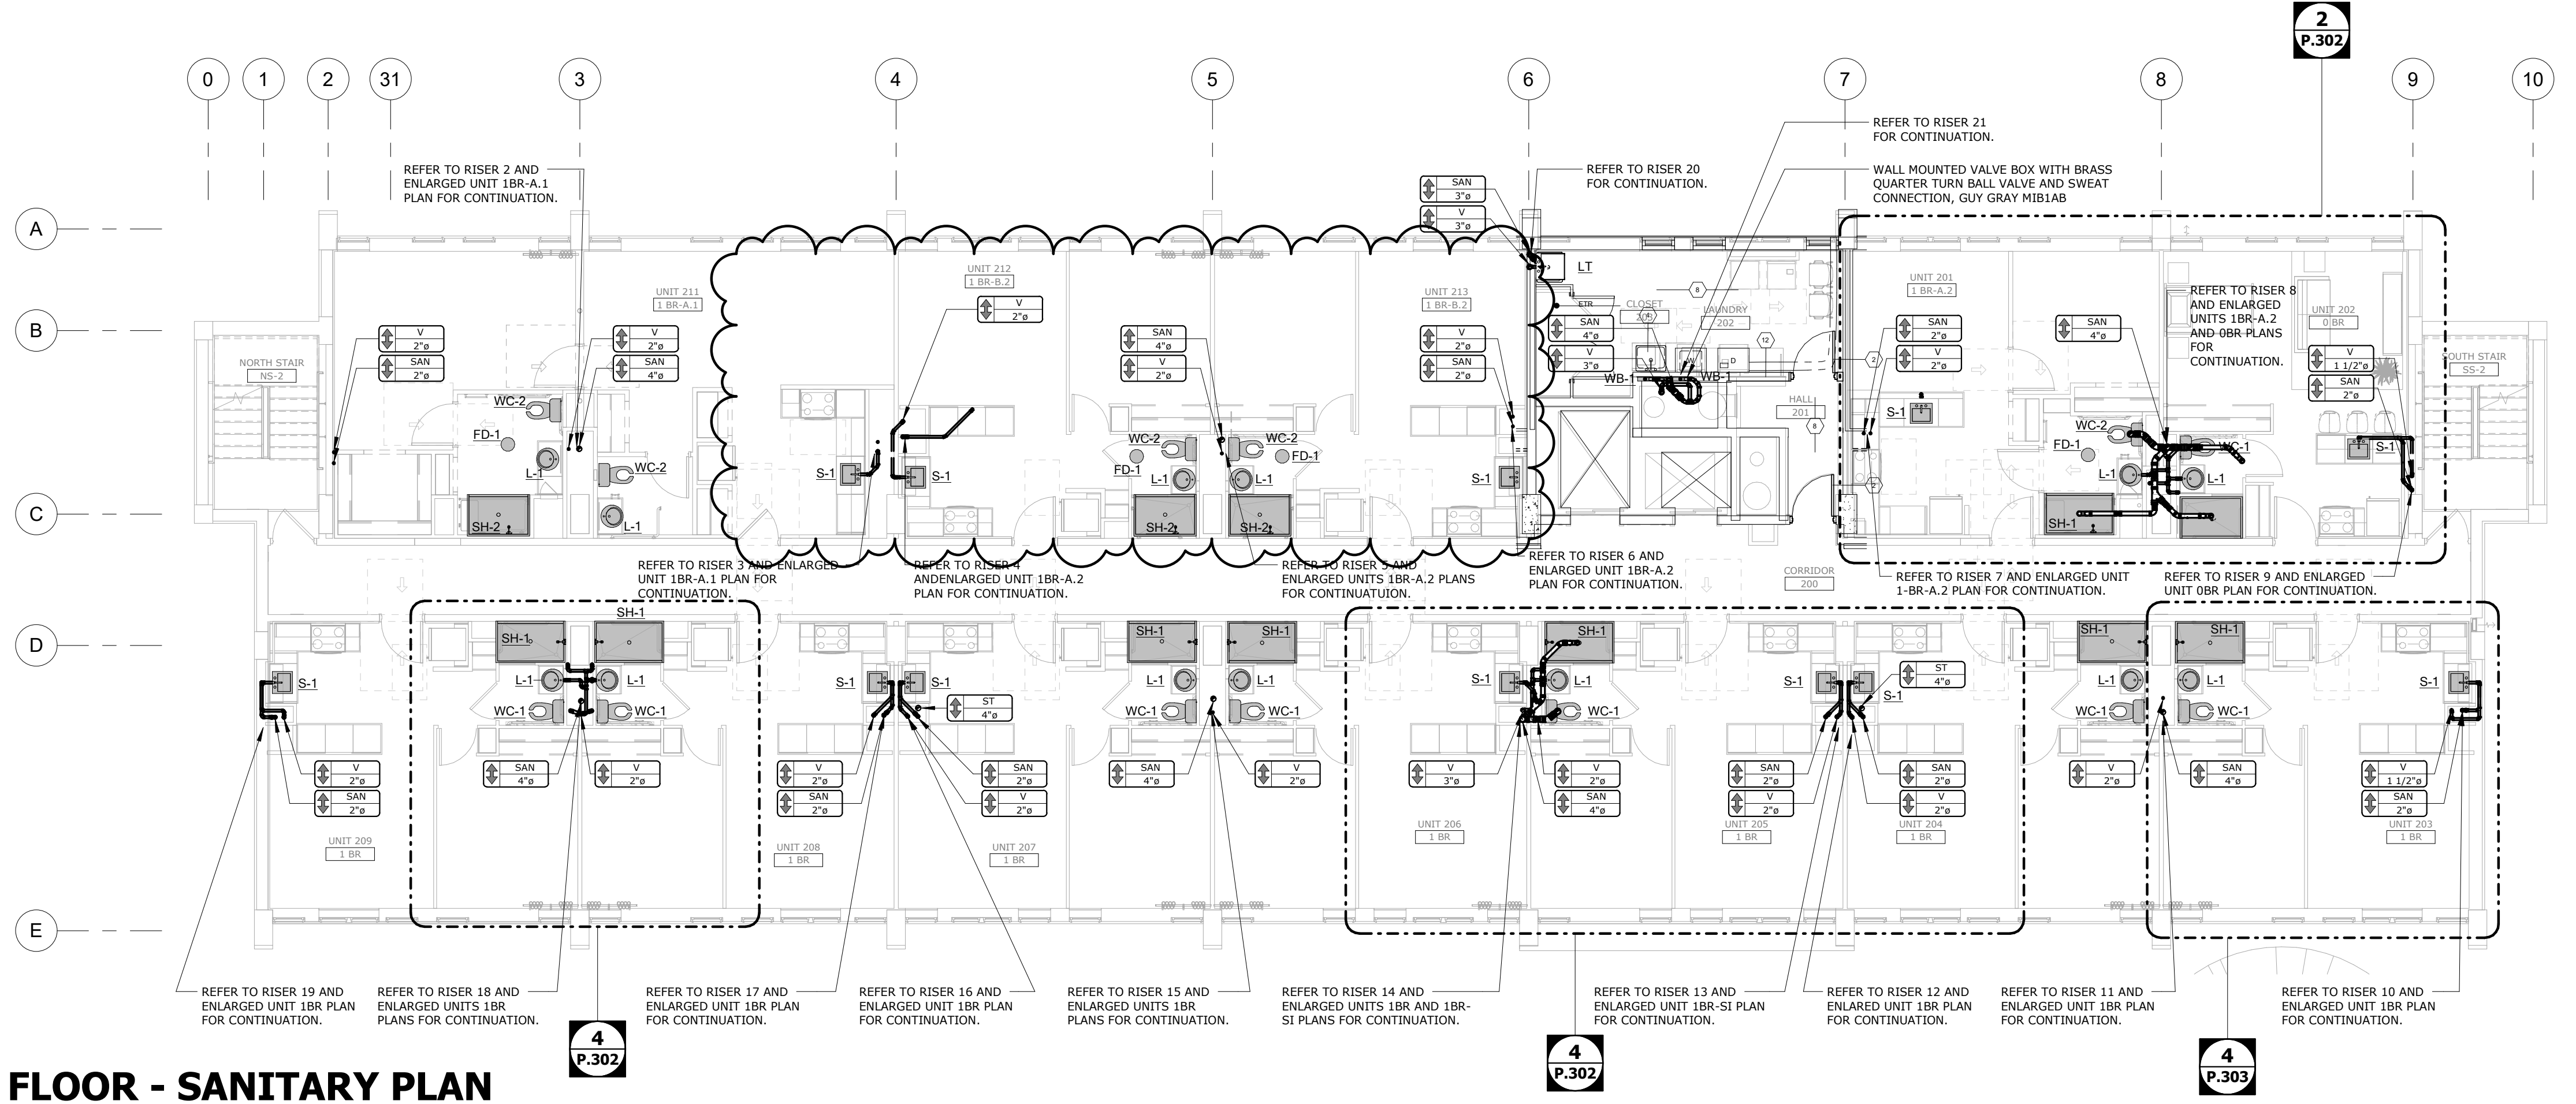 2
P.302
0
1
2
31
3
4
5
6
7
8
9
10
A
B
C
D
E
REFER TO RISER 2 AND
ENLARGED UNIT 1BR-A.1
PLAN FOR CONTINUATION.
REFER TO RISER 20
FOR CONTINUATION.
REFER TO RISER 21
FOR CONTINUATION.
WALL MOUNTED VALVE BOX WITH BRASS
QUARTER TURN BALL VALVE AND SWEAT
CONNECTION, GUY GRAY MIB1AB
SAN
3"ø
V
3"ø
LT
UNIT 211
1 BR-A.1
UNIT 212
1 BR-B.2
V
2"ø
UNIT 213
1 BR-B.2
ETR
CLOSET
203
LAUNDRY
202
8
4
12
2
2
8
W
D
UNIT 201
1 BR-A.2
REFER TO RISER 8
AND ENLARGED
UNITS 1BR-A.2
AND 0BR PLANS
FOR
CONTINUATION.
UNIT 202
0 BR
NORTH STAIR
NS-2
SOUTH STAIR
SS-2
V
2"ø
SAN
2"ø
V
2"ø
SAN
4"ø
SAN
4"ø
V
2"ø
V
2"ø
SAN
2"ø
SAN
4"ø
V
3"ø
SAN
2"ø
V
2"ø
SAN
4"ø
V
1 1/2"ø
SAN
2"ø
WB-1
WB-1
HALL
201
WC-2
FD-1
L-1
SH-2
WC-2
L-1
S-1
S-1
WC-2
FD-1
L-1
SH-2
WC-2
FD-1
L-1
SH-2
S-1
S-1
WC-2
FD-1
L-1
SH-1
WC-1
L-1
S-1
REFER TO RISER 3 AND ENLARGED
UNIT 1BR-A.1 PLAN FOR
CONTINUATION.
REFER TO RISER 4
ANDENLARGED UNIT 1BR-A.2
PLAN FOR CONTINUATION.
REFER TO RISER 5 AND
ENLARGED UNITS 1BR-A.2 PLANS
FOR CONTINUATUION.
REFER TO RISER 6 AND
ENLARGED UNIT 1BR-A.2
PLAN FOR CONTINUATION.
CORRIDOR
200
REFER TO RISER 7 AND ENLARGED UNIT
1-BR-A.2 PLAN FOR CONTINUATION.
REFER TO RISER 9 AND ENLARGED
UNIT 0BR PLAN FOR CONTINUATION.
S-1
SH-1
SH-1
L-1
L-1
WC-1
WC-1
S-1
S-1
ST
4"ø
SH-1
SH-1
L-1
L-1
WC-1
WC-1
S-1
SH-1
L-1
WC-1
S-1
S-1
ST
4"ø
SH-1
SH-1
L-1
L-1
WC-1
WC-1
S-1
V
2"ø
SAN
2"ø
SAN
4"ø
V
2"ø
V
2"ø
SAN
2"ø
SAN
2"ø
V
2"ø
SAN
4"ø
V
2"ø
V
3"ø
V
2"ø
SAN
4"ø
SAN
2"ø
V
2"ø
SAN
2"ø
V
2"ø
V
2"ø
SAN
4"ø
V
1 1/2"ø
SAN
2"ø
UNIT 209
1 BR
UNIT 208
1 BR
UNIT 207
1 BR
UNIT 206
1 BR
UNIT 205
1 BR
UNIT 204
1 BR
UNIT 203
1 BR
REFER TO RISER 19 AND
ENLARGED UNIT 1BR PLAN
FOR CONTINUATION.
REFER TO RISER 18 AND
ENLARGED UNITS 1BR
PLANS FOR CONTINUATION.
REFER TO RISER 17 AND
ENLARGED UNIT 1BR PLAN
FOR CONTINUATION.
REFER TO RISER 16 AND
ENLARGED UNIT 1BR PLAN
FOR CONTINUATION.
REFER TO RISER 15 AND
ENLARGED UNITS 1BR
PLANS FOR CONTINUATION.
REFER TO RISER 14 AND
ENLARGED UNITS 1BR AND 1BR-
SI PLANS FOR CONTINUATION.
REFER TO RISER 13 AND
ENLARGED UNIT 1BR-SI PLAN
FOR CONTINUATION.
REFER TO RISER 12 AND
ENLARED UNIT 1BR PLAN
FOR CONTINUATION.
REFER TO RISER 11 AND
ENLARGED UNIT 1BR PLAN
FOR CONTINUATION.
REFER TO RISER 10 AND
ENLARGED UNIT 1BR PLAN
FOR CONTINUATION.
4
P.302
4
P.302
4
P.303
FLOOR - SANITARY PLAN